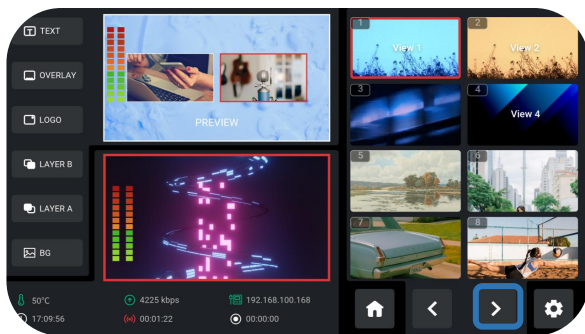 TEXT
OVERLAY
LOGO
LAYER B
LAYER A
BG
PREVIEW
50°C
4225 kbps
192.168.100.168
17:09:56
00:01:22
00:00:00
1
View 1
2
View 2
3
4
View 4
5
6
7
8